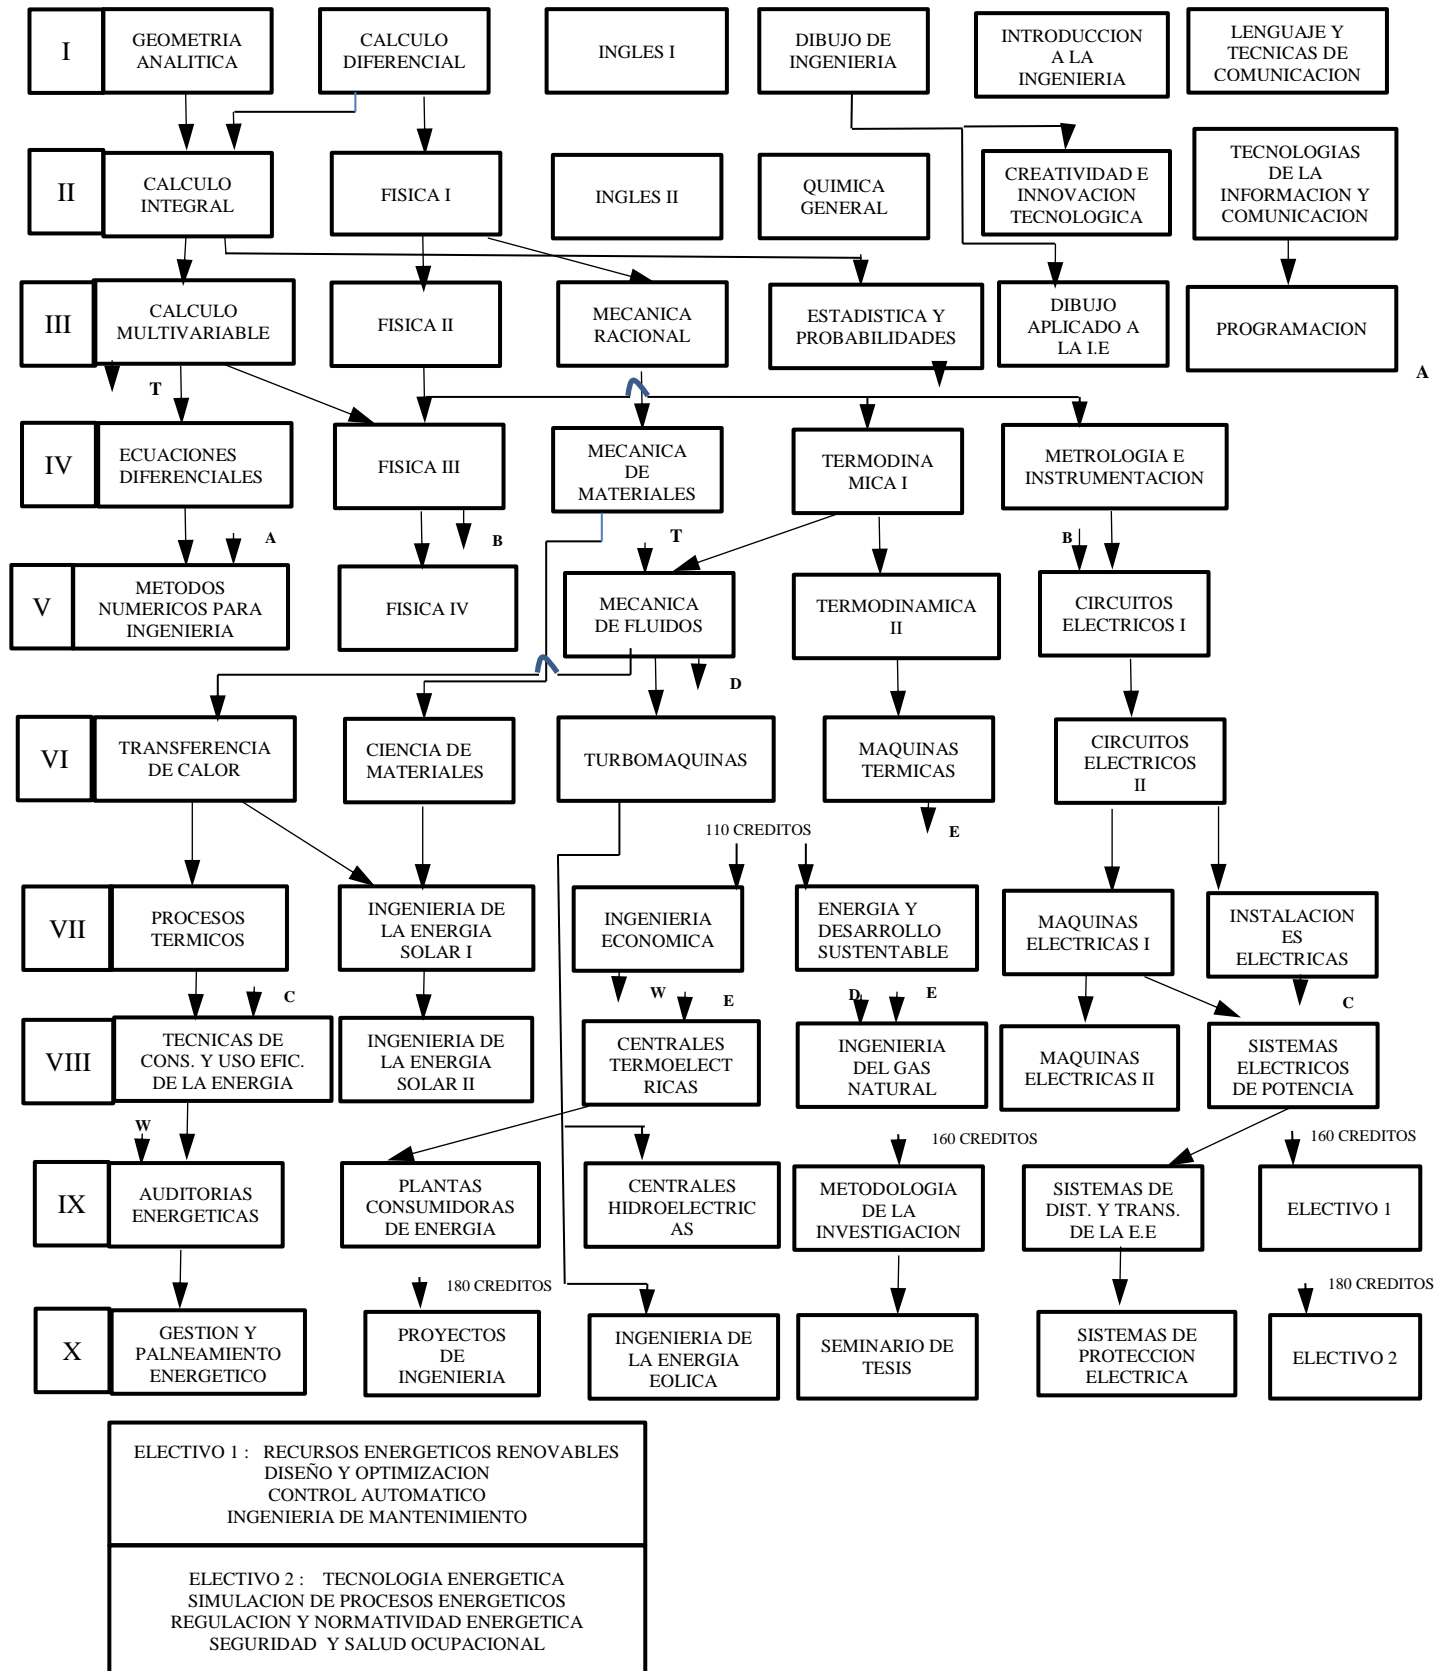 I
GEOMETRIA
ANALITICA
CALCULO
DIFERENCIAL
INGLES I
DIBUJO DE
INGENIERIA
INTRODUCCION
A LA
INGENIERIA
LENGUAJE Y
TECNICAS DE
COMUNICACION
II
CALCULO
INTEGRAL
FISICA I
INGLES II
QUIMICA
GENERAL
CREATIVIDAD E
INNOVACION
TECNOLOGICA
TECNOLOGIAS
DE LA
INFORMACION Y
COMUNICACION
III
CALCULO
MULTIVARIABLE
FISICA II
MECANICA
RACIONAL
ESTADISTICA Y
PROBABILIDADES
DIBUJO
APLICADO A
LA I.E
PROGRAMACION
T
A
IV
ECUACIONES
DIFERENCIALES
FISICA III
MECANICA
DE
MATERIALES
TERMODINA
MICA I
METROLOGIA E
INSTRUMENTACION
A
B
T
B
V
METODOS
NUMERICOS PARA
INGENIERIA
FISICA IV
MECANICA
DE FLUIDOS
TERMODINAMICA
II
CIRCUITOS
ELECTRICOS I
D
VI
TRANSFERENCIA
DE CALOR
CIENCIA DE
MATERIALES
TURBOMAQUINAS
MAQUINAS
TERMICAS
CIRCUITOS
ELECTRICOS
II
110 CREDITOS
E
VII
PROCESOS
TERMICOS
INGENIERIA DE
LA ENERGIA
SOLAR I
INGENIERIA
ECONOMICA
ENERGIA Y
DESARROLLO
SUSTENTABLE
MAQUINAS
ELECTRICAS I
INSTALACION
ES
ELECTRICAS
C
W
E
D
E
C
VIII
TECNICAS DE
CONS. Y USO EFIC.
DE LA ENERGIA
INGENIERIA DE
LA ENERGIA
SOLAR II
CENTRALES
TERMOELECT
RICAS
INGENIERIA
DEL GAS
NATURAL
MAQUINAS
ELECTRICAS II
SISTEMAS
ELECTRICOS
DE POTENCIA
W
160 CREDITOS
160 CREDITOS
IX
AUDITORIAS
ENERGETICAS
PLANTAS
CONSUMIDORAS
DE ENERGIA
CENTRALES
HIDROELECTRIC
AS
METODOLOGIA
DE LA
INVESTIGACION
SISTEMAS DE
DIST. Y TRANS.
DE LA E.E
ELECTIVO 1
180 CREDITOS
180 CREDITOS
X
GESTION Y
PALNEAMIENTO
ENERGETICO
PROYECTOS
DE
INGENIERIA
INGENIERIA DE
LA ENERGIA
EOLICA
SEMINARIO DE
TESIS
SISTEMAS DE
PROTECCION
ELECTRICA
ELECTIVO 2
ELECTIVO 1 : RECURSOS ENERGETICOS RENOVABLES
DISEÑO Y OPTIMIZACION
CONTROL AUTOMATICO
INGENIERIA DE MANTENIMIENTO
ELECTIVO 2 : TECNOLOGIA ENERGETICA
SIMULACION DE PROCESOS ENERGETICOS
REGULACION Y NORMATIVIDAD ENERGETICA
SEGURIDAD Y SALUD OCUPACIONAL